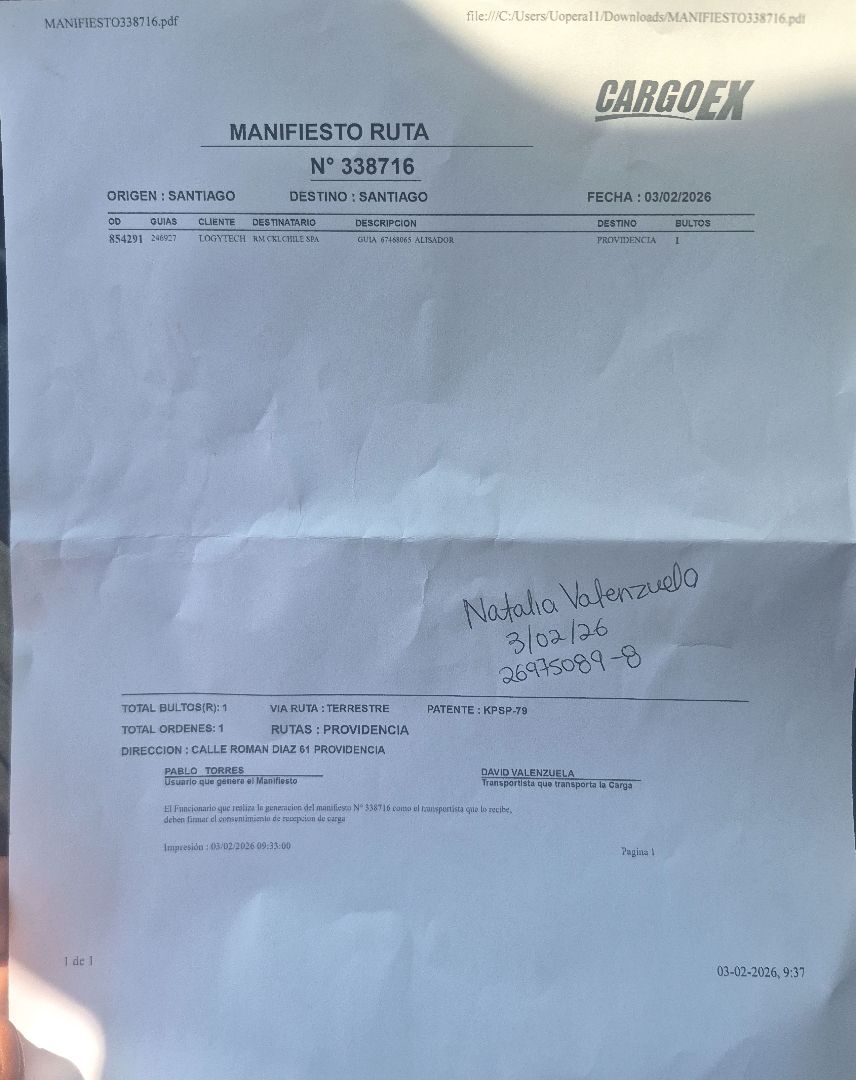 MANIFIESTO338716.pdf file:///C:/Users/Uopera11/Downloads/MANIFIESTO338716.pdf
CARGOEX
MANIFIESTO RUTA
N° 338716
ORIGEN : SANTIAGO DESTINO : SANTIAGO FECHA : 03/02/2026
OD GUIAS CLIENTE DESTINATARIO DESCRIPCION DESTINO BULTOS
854291 246927 LOGYTECH RM CKI.CHILE SPA GUIA 67468065 ALISADOR PROVIDENCIA 1
Natalia Valenzuela
3/02/26
26975089-8
TOTAL BULTOS(R): 1 VIA RUTA : TERRESTRE PATENTE : KPSP-79
TOTAL ORDENES: 1 RUTAS : PROVIDENCIA
DIRECCION : CALLE ROMAN DIAZ 61 PROVIDENCIA
PABLO TORRES DAVID VALENZUELA
Usuario que genera el Manifiesto Transportista que transporta la Carga
El Funcionario que realiza la generacion del manifiesto N° 338716 como el transportista que lo recibe,
deben firmar el consentimiento de recepcion de carga
Impresión : 03/02/2026 09:33:00 Pagina 1
1 de 1 03-02-2026, 9:37